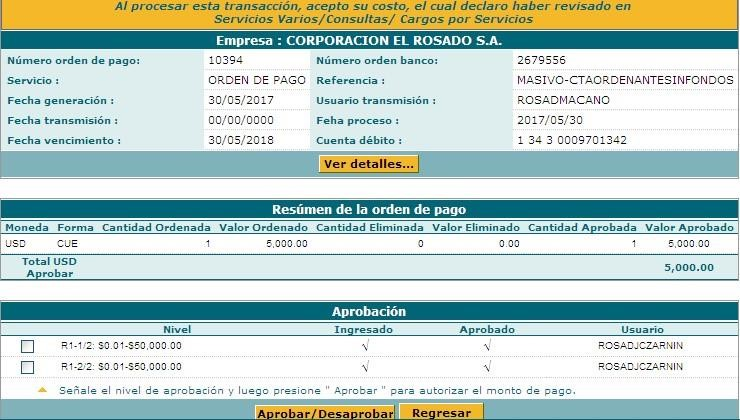 Al procesar esta transacción, acepto su costo, el cual declaro haber revisado en
Servicios Varios/Consultas/ Cargos por Servicios
Empresa : CORPORACION EL ROSADO S.A.
Número orden de pago: 10394 Número orden banco: 2679556
Servicio : ORDEN DE PAGO Referencia : MASIVO-CTAORDENANTESINFONDOS
Fecha generación : 30/05/2017 Usuario transmisión : ROSADMACANO
Fecha transmisión : 00/00/0000 Feha proceso : 2017/05/30
Fecha vencimiento : 30/05/2018 Cuenta débito : 1 34 3 0009701342
Ver detalles...
Resúmen de la orden de pago
Moneda Forma Cantidad Ordenada Valor Ordenado Cantidad Eliminada Valor Eliminado Cantidad Aprobada Valor Aprobado
USD CUE 1 5,000.00 0 0.00 1 5,000.00
Total USD
Aprobar 5,000.00
Aprobación
Nivel Ingresado Aprobado Usuario
R1-1/2: $0.01-$50,000.00 √ √ ROSADJCZARNIN
R1-2/2: $0.01-$50,000.00 √ √ ROSADJCZARNIN
Señale el nivel de aprobación y luego presione " Aprobar " para autorizar el monto de pago.
Aprobar/Desaprobar Regresar